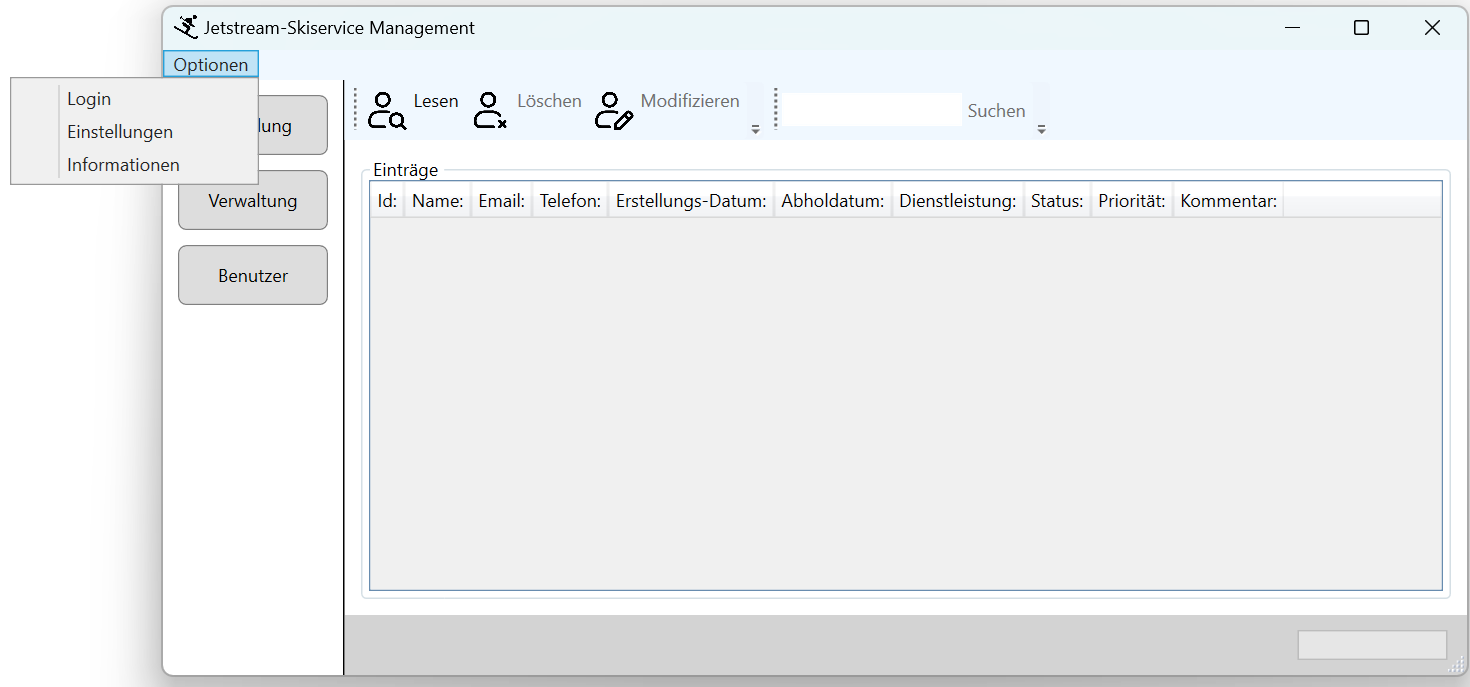 Jetstream-Skiservice Management
Optionen
Login
Einstellungen
Informationen
lung
Verwaltung
Benutzer
Lesen Löschen Modifizieren Suchen
Einträge
Id: Name: Email: Telefon: Erstellungs-Datum: Abholdatum: Dienstleistung: Status: Priorität: Kommentar: